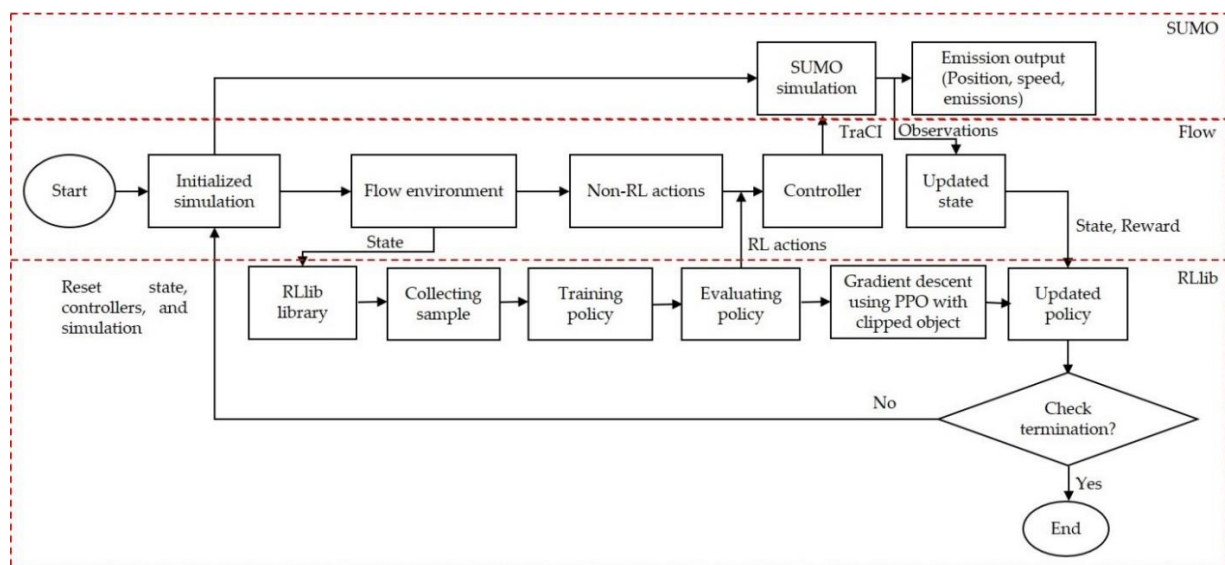 SUMO
SUMO
simulation
Emission output
(Position, speed,
emissions)
TraCI
Observations
Flow
Start
Initialized
simulation
Flow environment
Non-RL actions
Controller
Updated
state
State
RL actions
State, Reward
Reset state,
controllers, and
simulation
RLlib
library
Collecting
sample
Training
policy
Evaluating
policy
Gradient descent
using PPO with
clipped object
Updated
policy
RLlib
No
Check
termination?
Yes
End